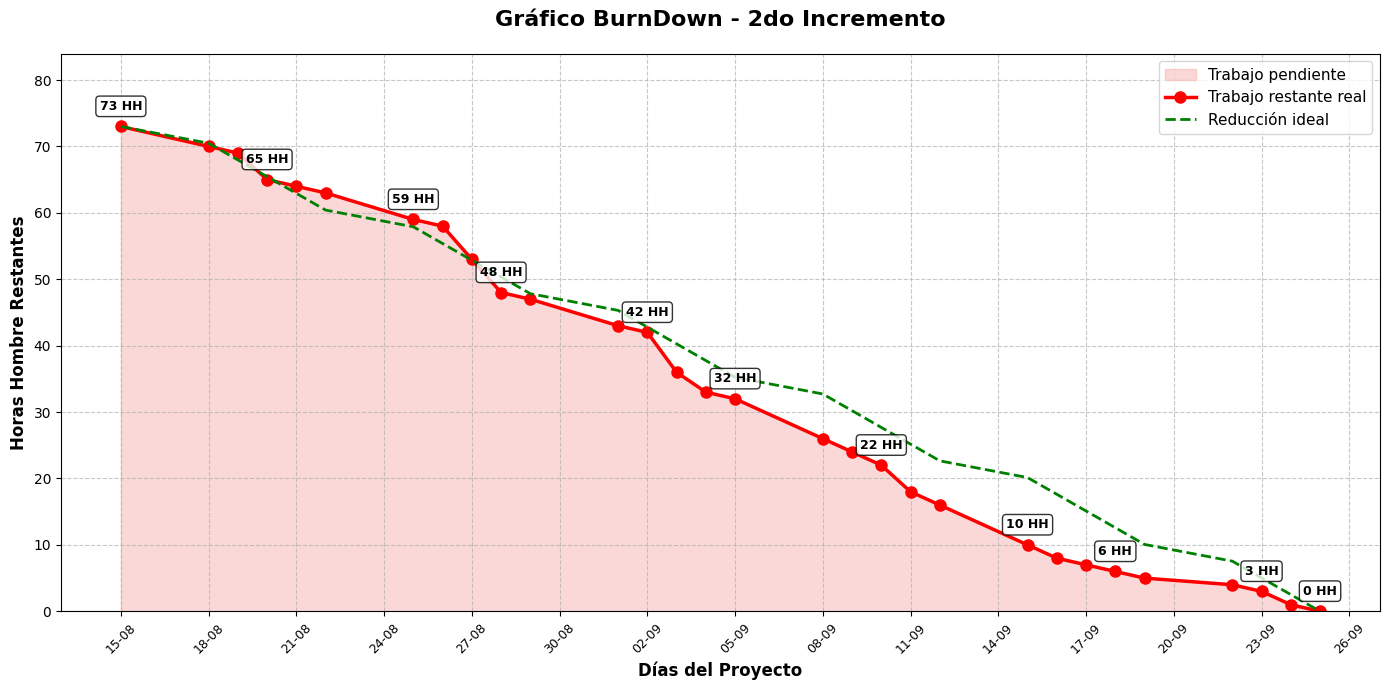 Gráfico BurnDown - 2do Incremento
Trabajo pendiente
Trabajo restante real
Reducción ideal
Horas Hombre Restantes
80
70
60
50
40
30
20
10
0
73 HH
65 HH
59 HH
48 HH
42 HH
32 HH
22 HH
10 HH
6 HH
3 HH
0 HH
15-08
18-08
21-08
24-08
27-08
30-08
02-09
05-09
08-09
11-09
14-09
17-09
20-09
23-09
26-09
Días del Proyecto